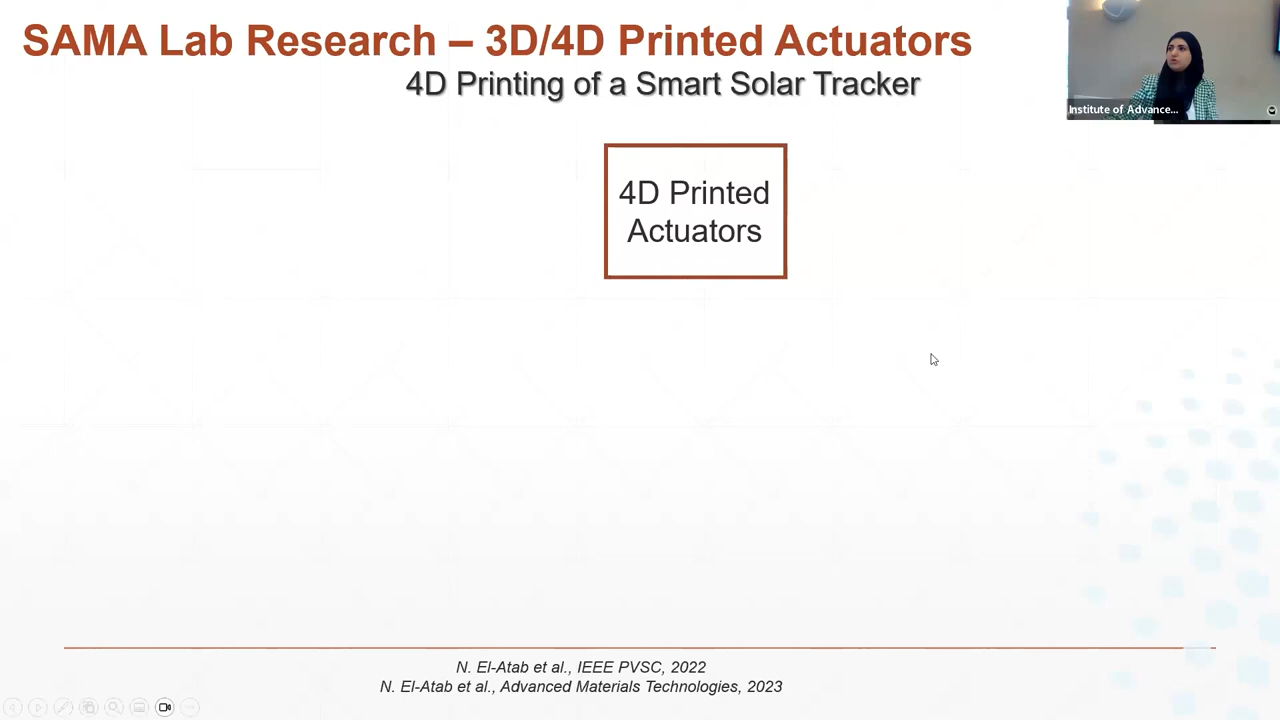 SAMA Lab Research – 3D/4D Printed Actuators
4D Printing of a Smart Solar Tracker
Institute of Advance...
4D Printed
Actuators
N. El-Atab et al., IEEE PVSC, 2022
N. El-Atab et al., Advanced Materials Technologies, 2023